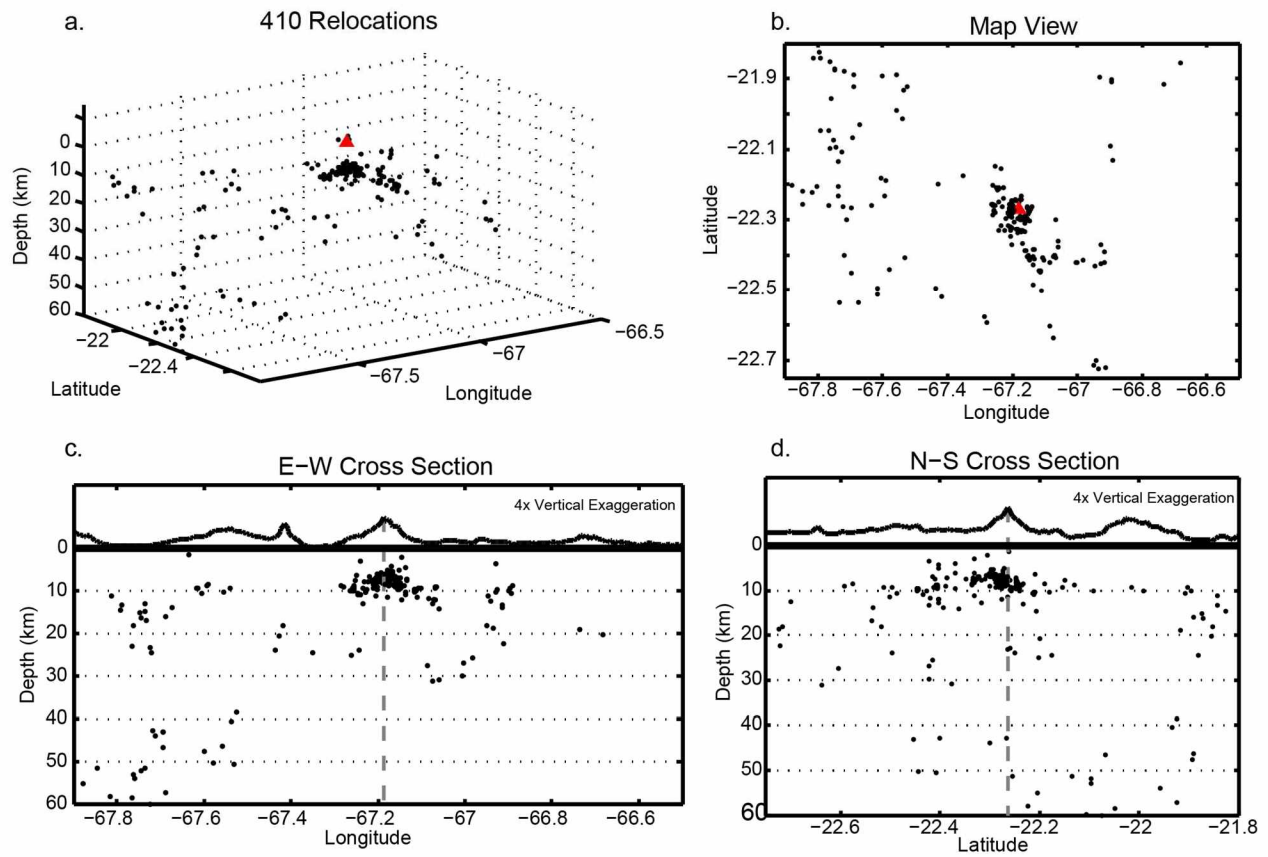 a.
410 Relocations
0
10
20
30
40
50
60
Depth (km)
−22
−22.4
Latitude
−67.5
−67
−66.5
Longitude
b.
Map View
−21.9
−22.1
−22.3
−22.5
−22.7
Latitude
−67.8 −67.6 −67.4 −67.2 −67 −66.8 −66.6
Longitude
c.
E−W Cross Section
4x Vertical Exaggeration
0
10
20
30
40
50
60
Depth (km)
−67.8 −67.6 −67.4 −67.2 −67 −66.8 −66.6
Longitude
d.
N−S Cross Section
4x Vertical Exaggeration
0
10
20
30
40
50
60
Depth (km)
−22.6 −22.4 −22.2 −22 −21.8
Latitude